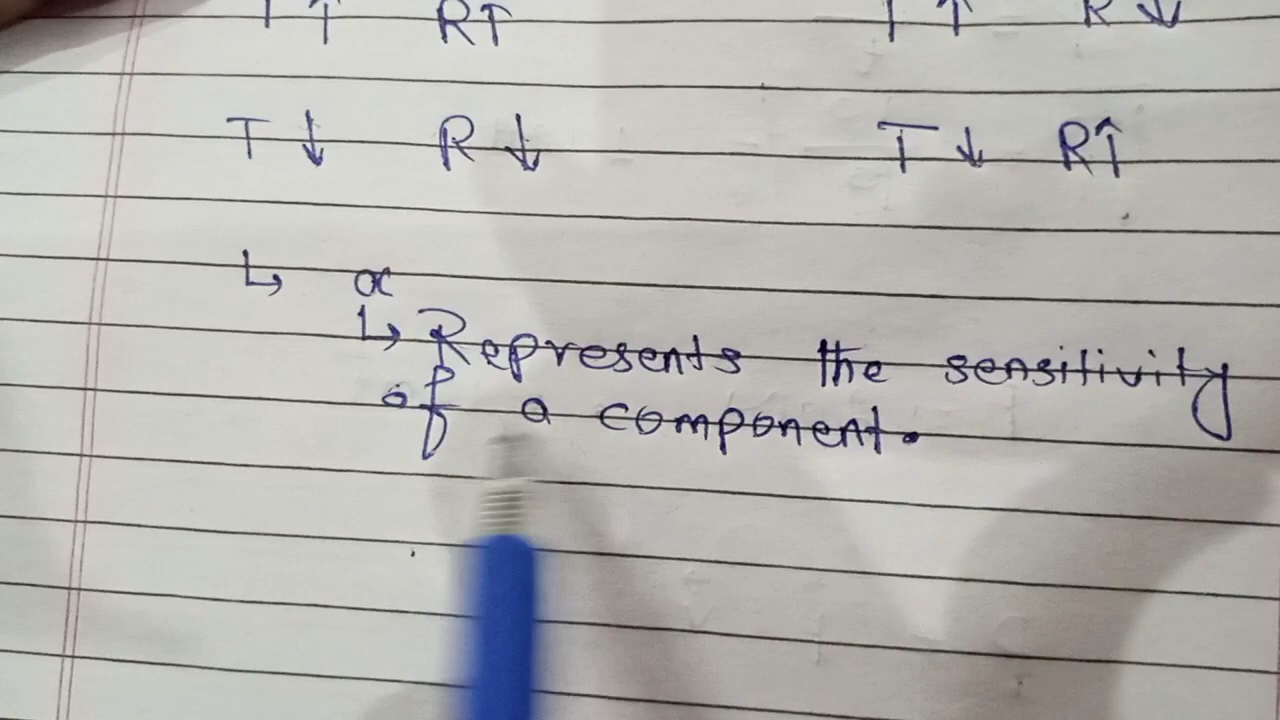 T ↑ R↑ T ↑ R ↓
T ↓ R ↓ T ↓ R↑
↳ α
↳ Represents the sensitivity
of a component.